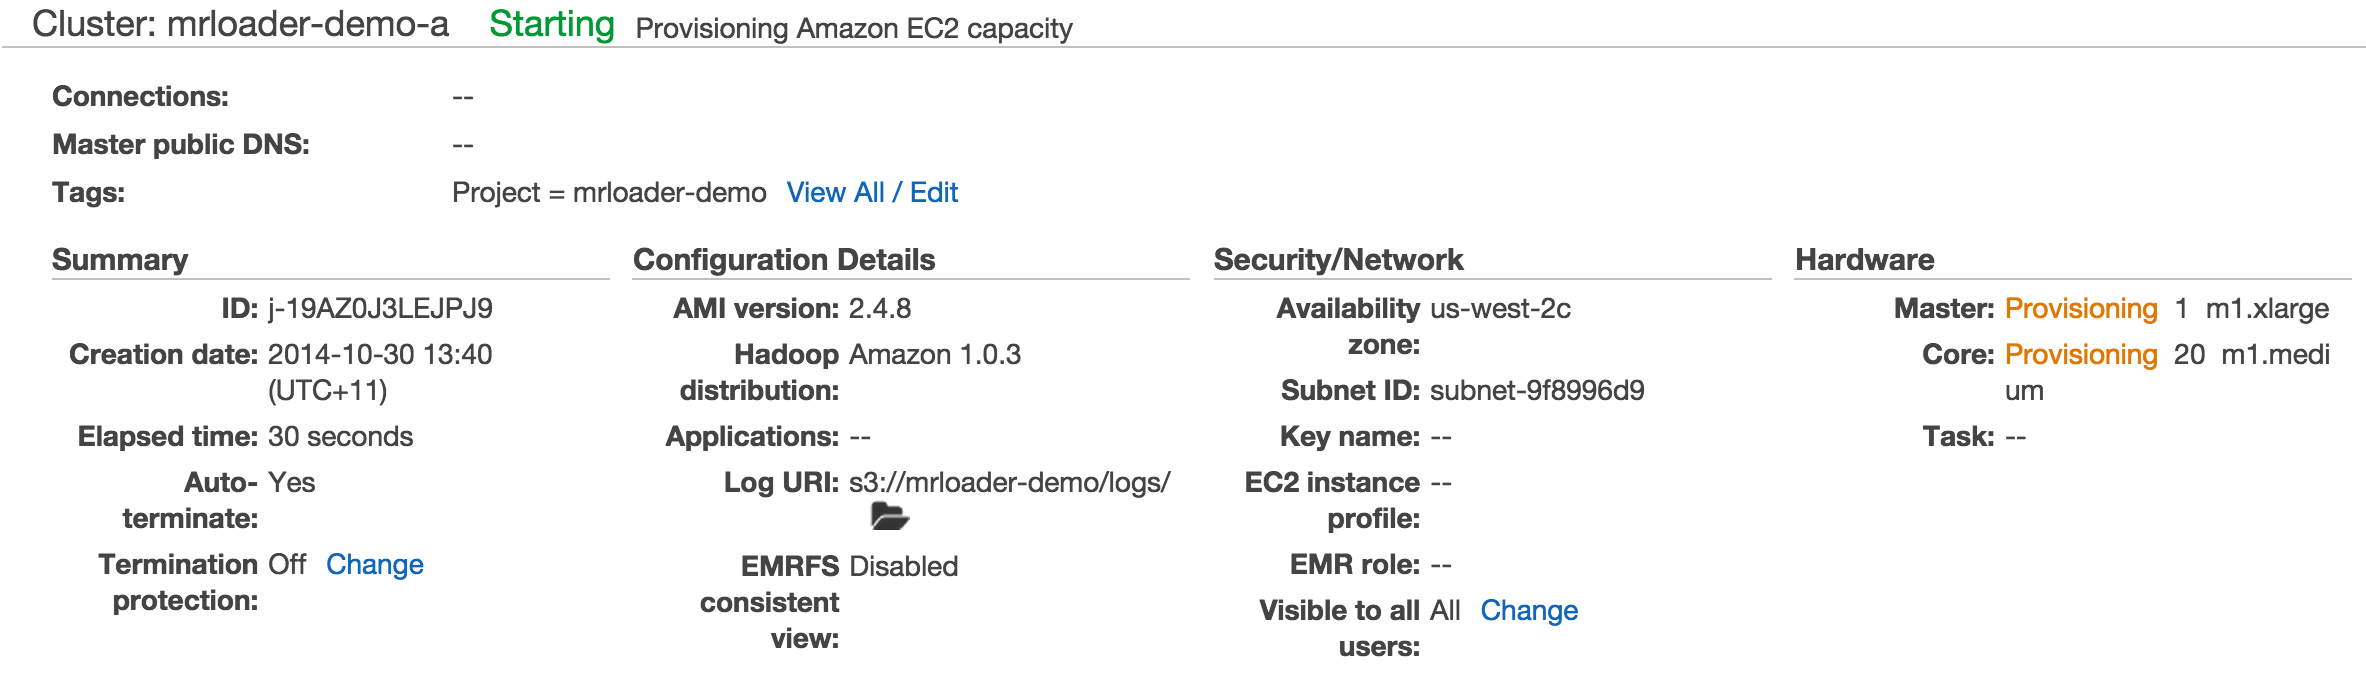 Cluster: mrloader-demo-a Starting Provisioning Amazon EC2 capacity
Connections: --
Master public DNS: --
Tags: Project = mrloader-demo View All / Edit
Summary
ID: j-19AZ0J3LEJPJ9
Creation date: 2014-10-30 13:40
(UTC+11)
Elapsed time: 30 seconds
Auto- Yes
terminate:
Termination Off Change
protection:
Configuration Details
AMI version: 2.4.8
Hadoop Amazon 1.0.3
distribution:
Applications: --
Log URI: s3://mrloader-demo/logs/
EMRFS Disabled
consistent
view:
Security/Network
Availability us-west-2c
zone:
Subnet ID: subnet-9f8996d9
Key name: --
EC2 instance --
profile:
EMR role: --
Visible to all All Change
users:
Hardware
Master: Provisioning 1 m1.xlarge
Core: Provisioning 20 m1.medi
um
Task: --